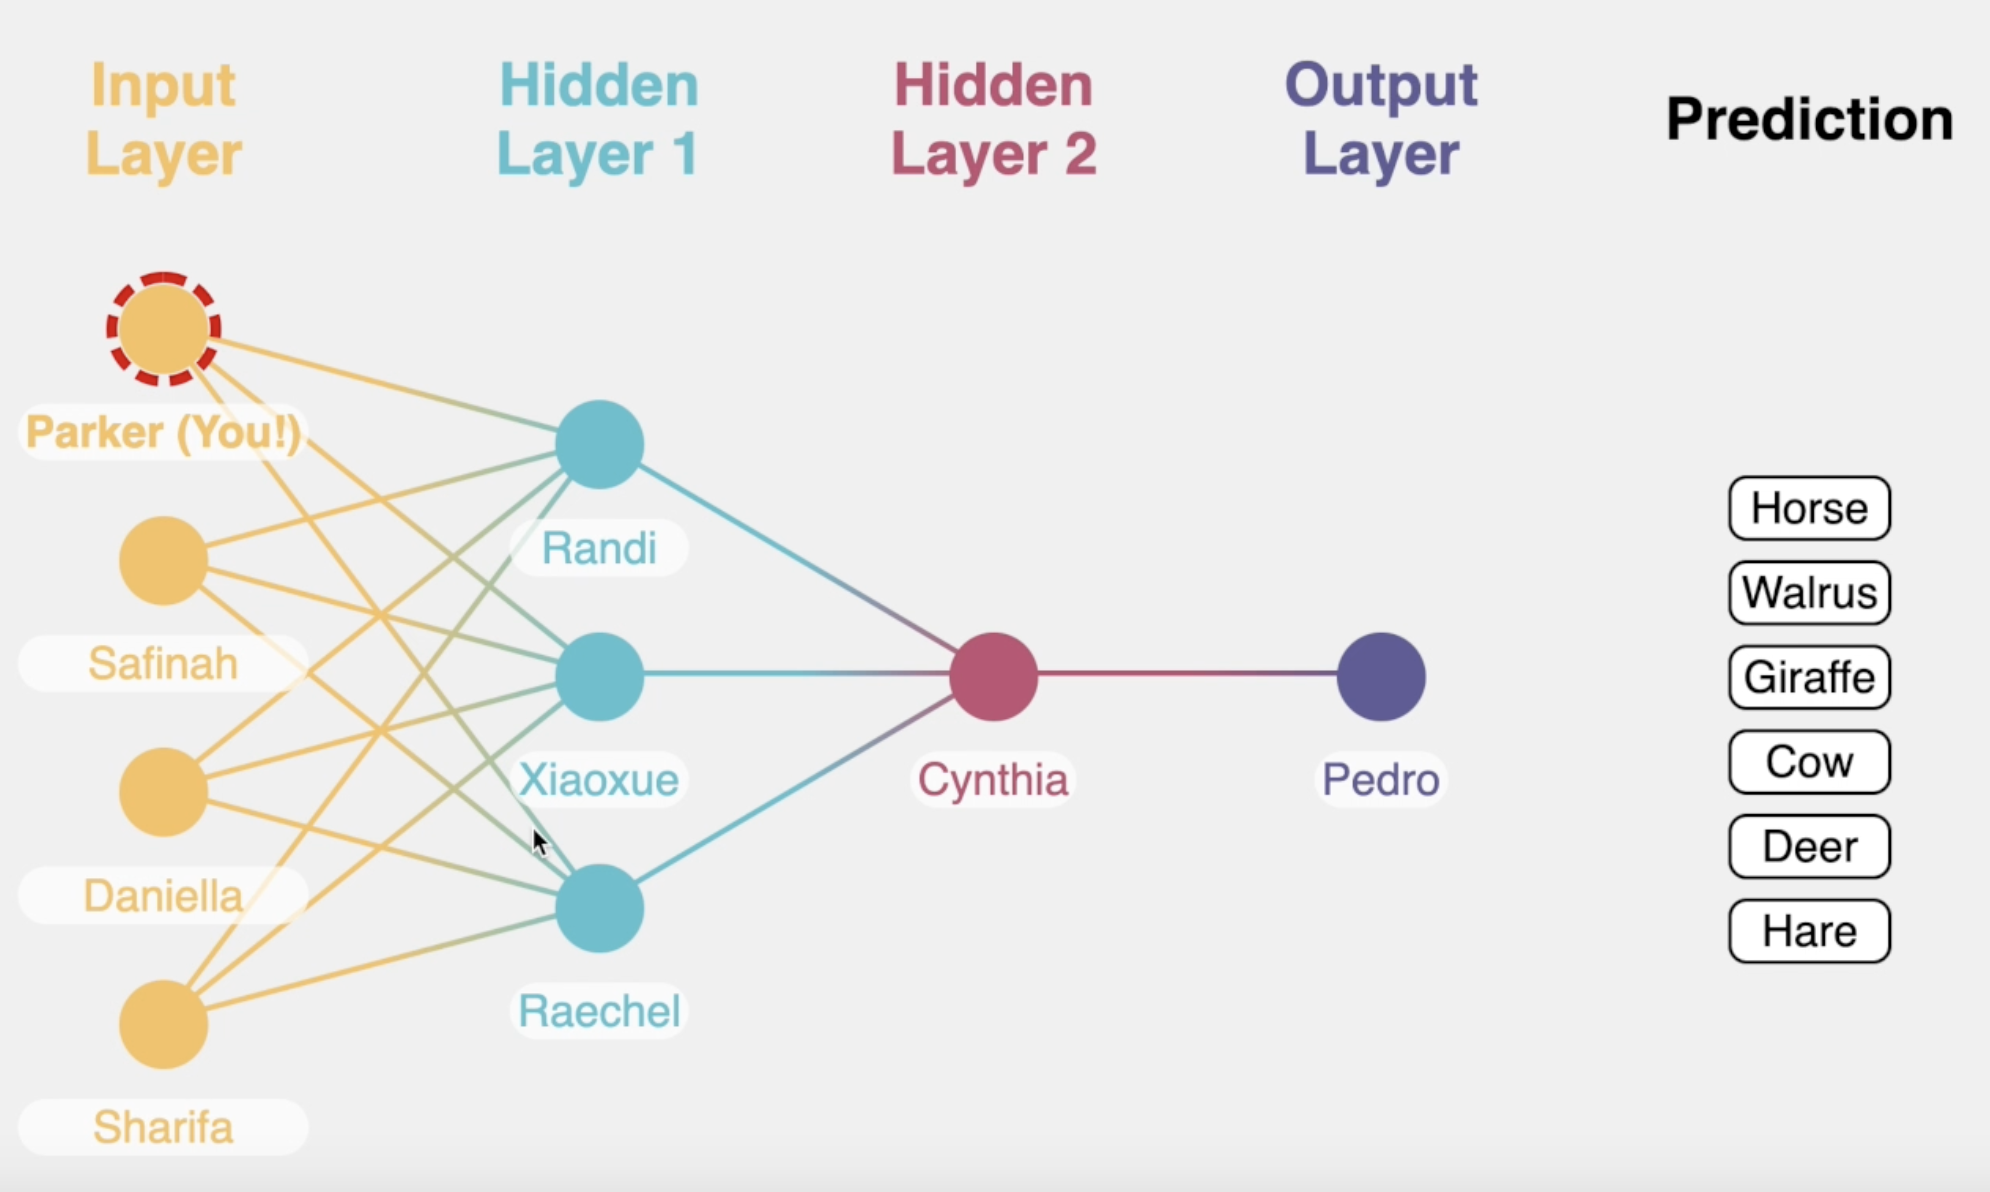 Input
Layer
Hidden
Layer 1
Hidden
Layer 2
Output
Layer
Prediction
Parker (You!)
Safinah
Daniella
Sharifa
Randi
Xiaoxue
Raechel
Cynthia
Pedro
Horse
Walrus
Giraffe
Cow
Deer
Hare